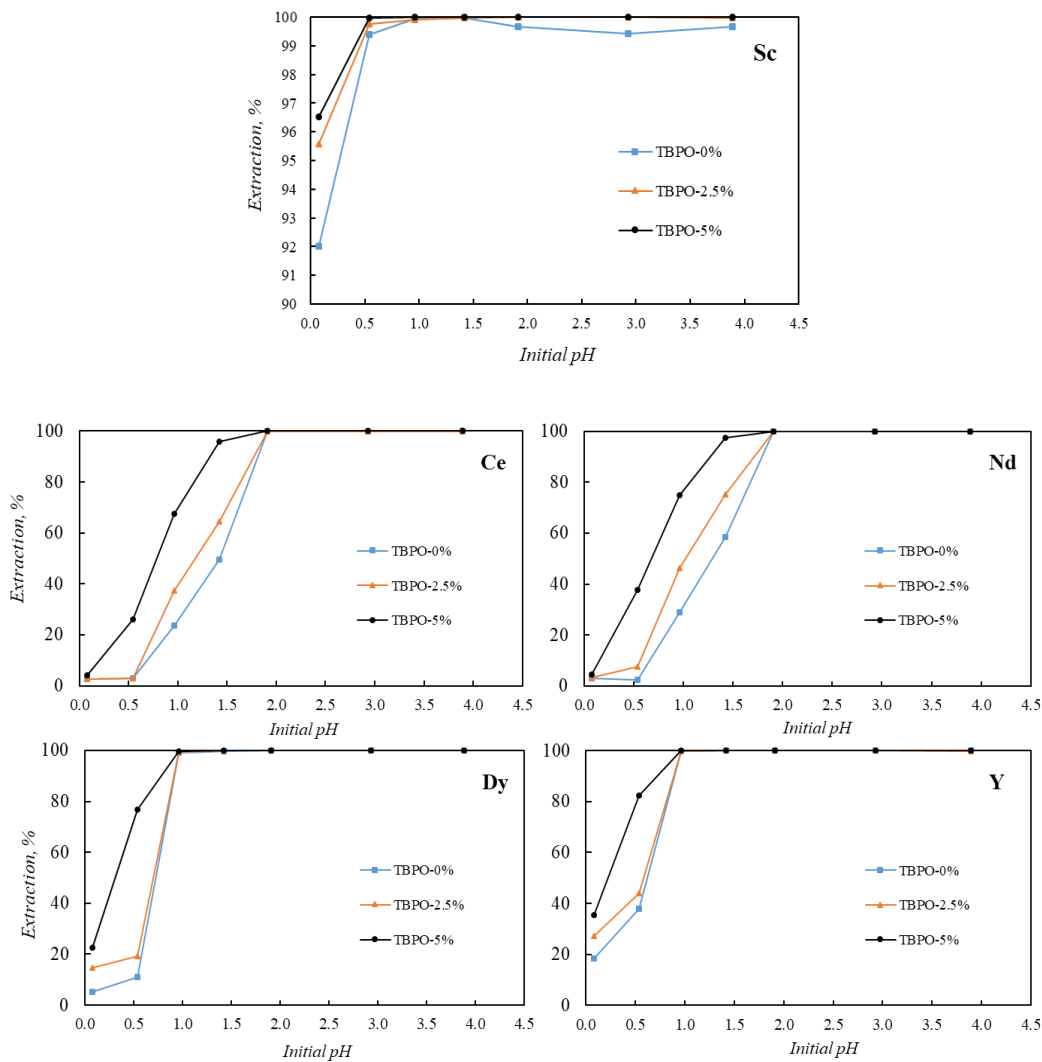 Sc
Extraction, %
100
99
98
97
96
95
94
93
92
91
90
TBPO-0%
TBPO-2.5%
TBPO-5%
0.0 0.5 1.0 1.5 2.0 2.5 3.0 3.5 4.0 4.5
Initial pH
Ce
Extraction, %
100
80
60
40
20
0
TBPO-0%
TBPO-2.5%
TBPO-5%
0.0 0.5 1.0 1.5 2.0 2.5 3.0 3.5 4.0 4.5
Initial pH
Nd
100
80
60
40
20
0
TBPO-0%
TBPO-2.5%
TBPO-5%
0.0 0.5 1.0 1.5 2.0 2.5 3.0 3.5 4.0 4.5
Initial pH
Dy
Extraction, %
100
80
60
40
20
0
TBPO-0%
TBPO-2.5%
TBPO-5%
0.0 0.5 1.0 1.5 2.0 2.5 3.0 3.5 4.0 4.5
Initial pH
Y
100
80
60
40
20
0
TBPO-0%
TBPO-2.5%
TBPO-5%
0.0 0.5 1.0 1.5 2.0 2.5 3.0 3.5 4.0 4.5
Initial pH